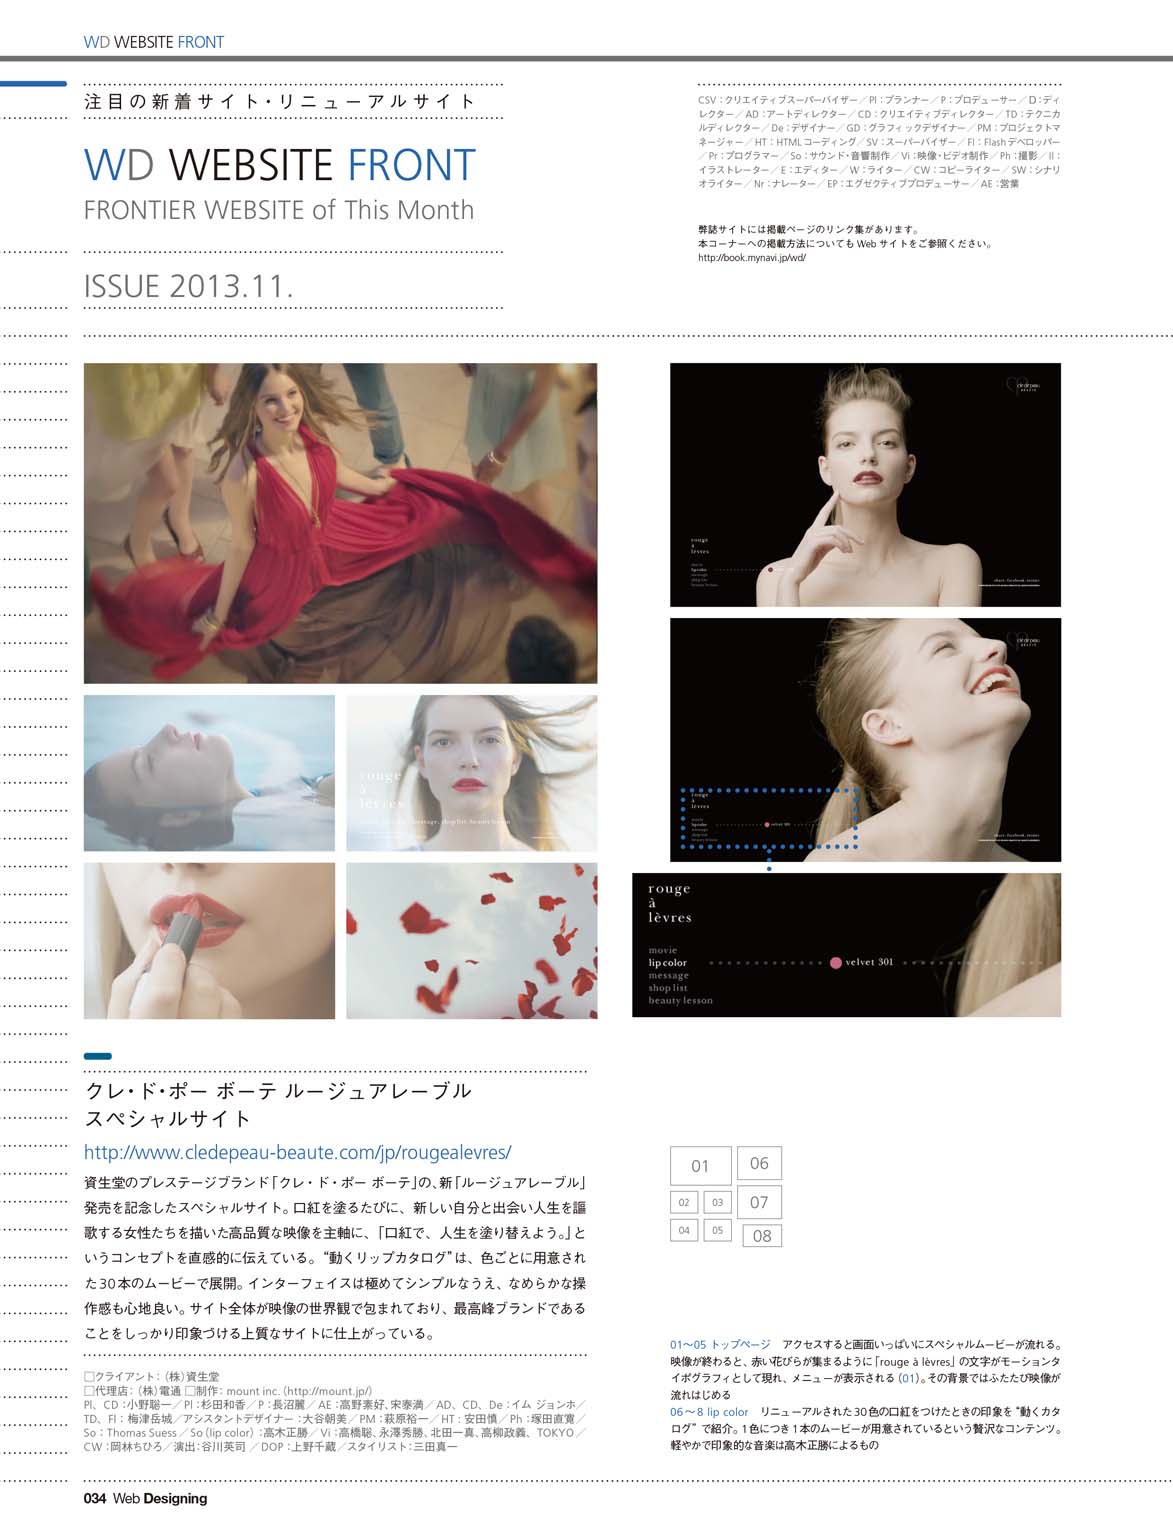 WD WEBSITE FRONT
注目の新着サイト・リニューアルサイト
WD WEBSITE FRONT
FRONTIER WEBSITE of This Month
ISSUE 2013.11.
CSV：クリエイティブスーパーバイザー／Pl：プランナー／P：プロデューサー／D：ディ
レクター／AD：アートディレクター／CD：クリエイティブディレクター／TD：テクニカ
ルディレクター／De：デザイナー／GD：グラフィックデザイナー／PM：プロジェクトマ
ネージャー／HT：HTMLコーディング／SV：スーパーバイザー／Fl：Flashデベロッパー
／Pr：プログラマー／So：サウンド・音響制作／Vi：映像・ビデオ制作／Ph：撮影／Il：
イラストレーター／E：エディター／W：ライター／CW：コピーライター／SW：シナリ
オライター／Nr：ナレーター／EP：エグゼクティブプロデューサー／AE：営業
弊誌サイトには掲載ページのリンク集があります。
本コーナーへの掲載方法についてもWebサイトをご参照ください。
http://book.mynavi.jp/wd/
rouge
à
lèvres
rouge
à
lèvres
movie
lip color
message
shop list
beauty lesson
share. facebook. twitter
rouge
à
lèvres
movie
lip color
velvet 301
message
shop list
beauty lesson
share. facebook. twitter
rouge
à
lèvres
movie
lip color
velvet 301
message
shop list
beauty lesson
クレ・ド・ポー ボーテ ルージュアレーブル
スペシャルサイト
http://www.cledepeau-beaute.com/jp/rougealevres/
資生堂のプレステージブランド「クレ・ド・ポー ボーテ」の、新「ルージュアレーブル」
発売を記念したスペシャルサイト。口紅を塗るたびに、新しい自分と出会い人生を謳
歌する女性たちを描いた高品質な映像を主軸に、「口紅で、人生を塗り替えよう。」と
いうコンセプトを直感的に伝えている。“動くリップカタログ”は、色ごとに用意され
た30本のムービーで展開。インターフェイスは極めてシンプルなうえ、なめらかな操
作感も心地良い。サイト全体が映像の世界観で包まれており、最高峰ブランドである
ことをしっかり印象づける上質なサイトに仕上がっている。
□クライアント：（株）資生堂
□代理店：（株）電通 □制作：mount inc.（http://mount.jp/）
Pl、CD：小野聡一／Pl：杉田和香／P：長沼麗／AE：高野素好、宋泰満／AD、CD、De：イム ジョンホ／
TD、Fl：梅津岳城／アシスタントデザイナー：大谷朝美／PM：萩原裕一／HT：安田慎／Ph：塚田直寛／
So：Thomas Suess／So（lip color）：高木正勝／Vi：高橋聡、永澤秀勝、北田一真、高柳政義、TOKYO／
CW：岡林もひろ／演出：谷川英司／DOP：上野千蔵／スタイリスト：三田真一
01
06
02
03
07
04
05
08
01〜05 トップページ アクセスすると画面いっぱいにスペシャルムービーが流れる。
映像が終わると、赤い花びらが集まるように「rouge à lèvres」の文字がモーションタ
イポグラフィとして現れ、メニューが表示される（01）。その背景ではふたたび映像が
流れはじめる
06〜8 lip color リニューアルされた30色の口紅をつけたときの印象を“動くカタ
ログ”で紹介。1色につき1本のムービーが用意されているという贅沢なコンテンツ。
軽やかで印象的な音楽は高木正勝によるもの
034 Web Designing